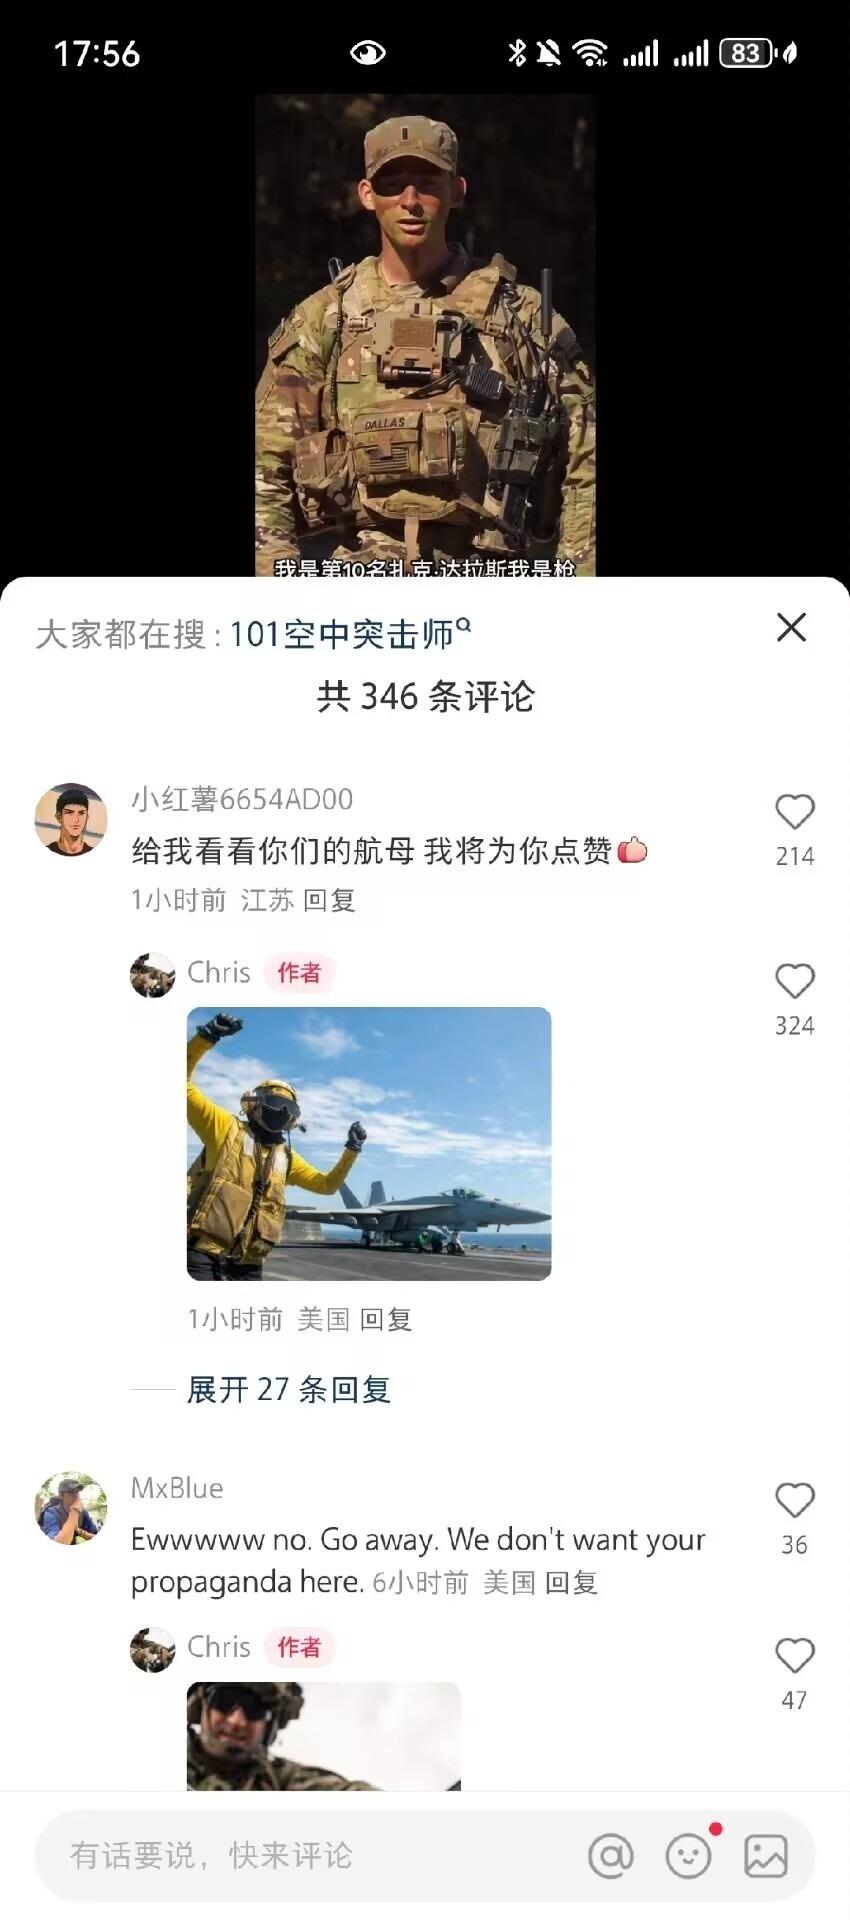 17:56
83
DALLAS
我是第10名扎克·达拉斯我是枪
大家都在搜：101空中突击师
共 346 条评论
小红薯6654AD00
给我看看你们的航母 我将为你点赞
214
1小时前 江苏 回复
Chris 作者
324
1小时前 美国 回复
展开 27 条回复
MxBlue
Ewwwww no. Go away. We don't want your
36
propaganda here. 6小时前 美国 回复
Chris 作者
47
有话要说，快来评论